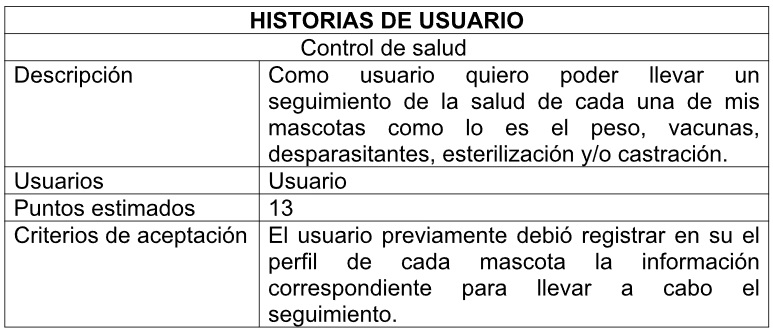 HISTORIAS DE USUARIO
Control de salud
Descripción
Como usuario quiero poder llevar un
seguimiento de la salud de cada una de mis
mascotas como lo es el peso, vacunas,
desparasitantes, esterilización y/o castración.
Usuarios
Usuario
Puntos estimados
13
Criterios de aceptación
El usuario previamente debió registrar en su el
perfil de cada mascota la información
correspondiente para llevar a cabo el
seguimiento.